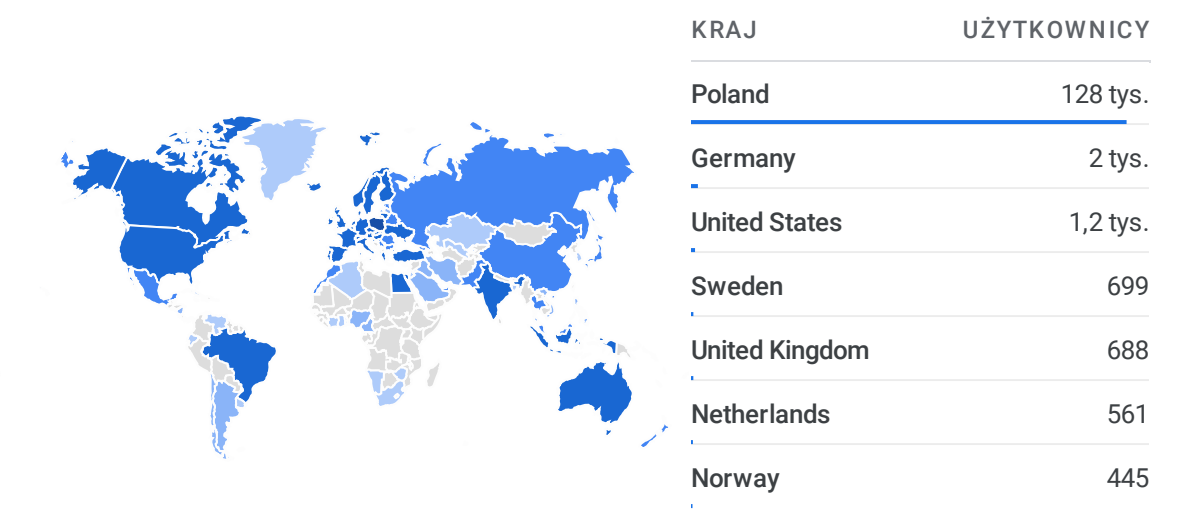 KRAJ UŻYTKOWNICY
Poland 128 tys.
Germany 2 tys.
United States 1,2 tys.
Sweden 699
United Kingdom 688
Netherlands 561
Norway 445